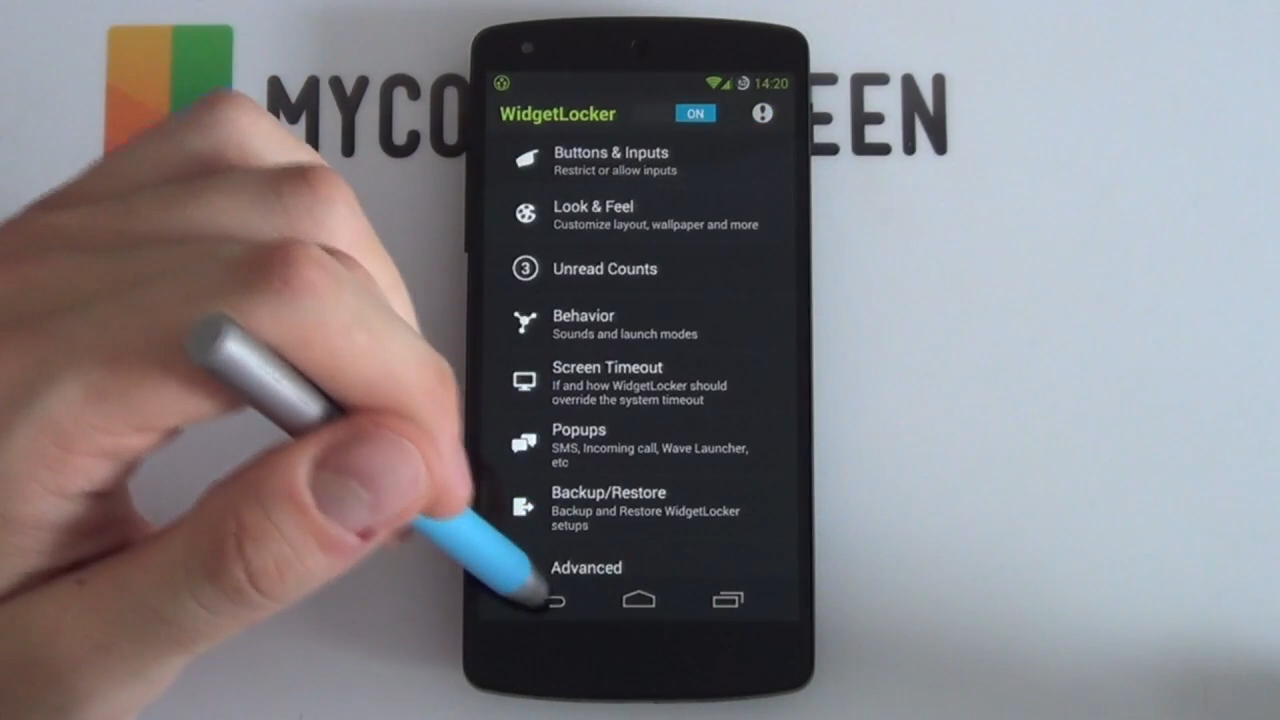 MYCO
EEN
14:20
WidgetLocker
ON
Buttons & Inputs
Restrict or allow inputs
Look & Feel
Customize layout, wallpaper and more
3
Unread Counts
Behavior
Sounds and launch modes
Screen Timeout
If and how WidgetLocker should
override the system timeout
Popups
SMS, Incoming call, Wave Launcher,
etc
Backup/Restore
Backup and Restore WidgetLocker
setups
Advanced